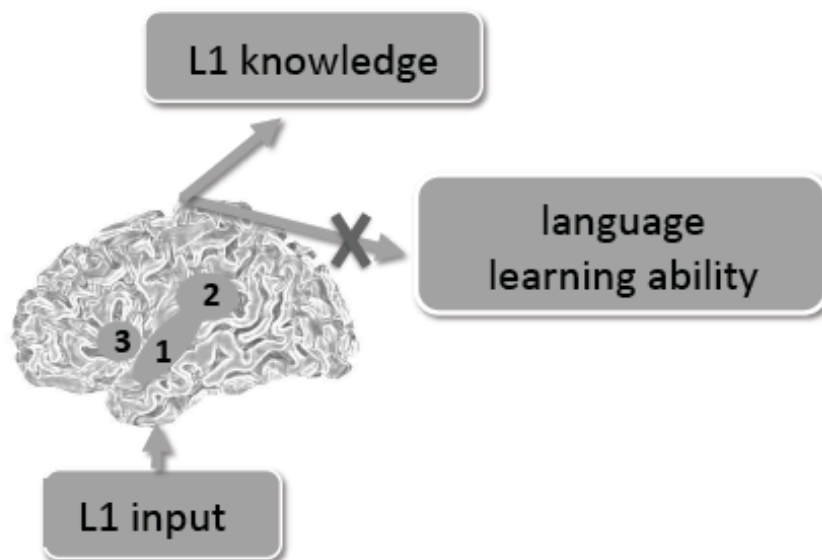 L1 knowledge
language
learning ability
2
3
1
L1 input